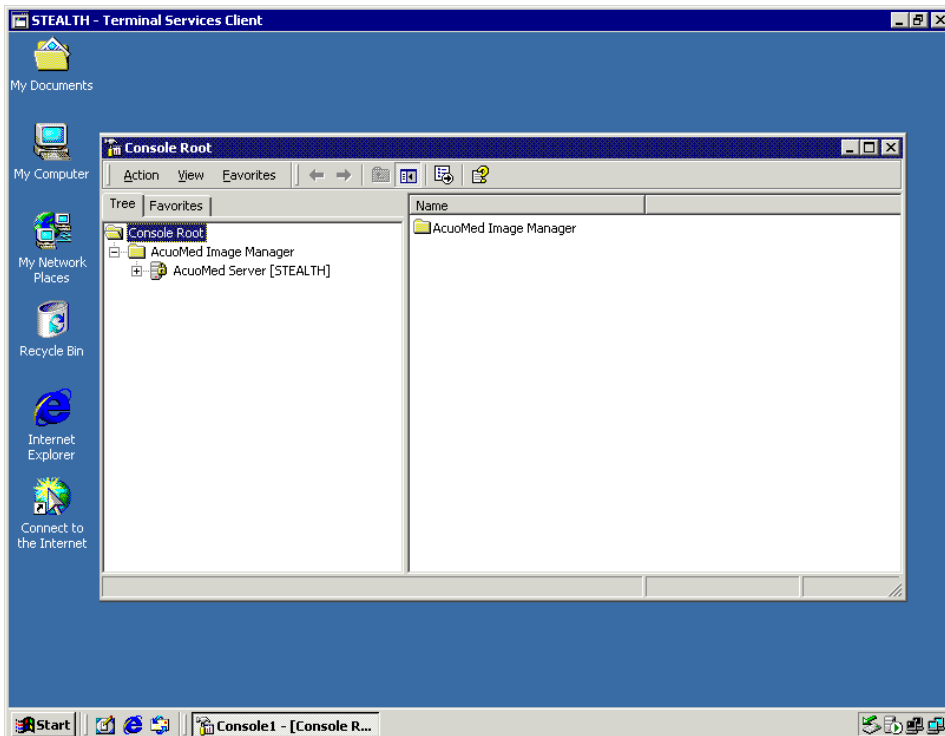 STEALTH - Terminal Services Client
My Documents
My Computer
My Network
Places
Recycle Bin
Internet
Explorer
Connect to
the Internet
Console Root
Action View Favorites
Tree Favorites
Console Root
AcuoMed Image Manager
AcuoMed Server [STEALTH]
Name
AcuoMed Image Manager
Start
Console1 - [Console R...